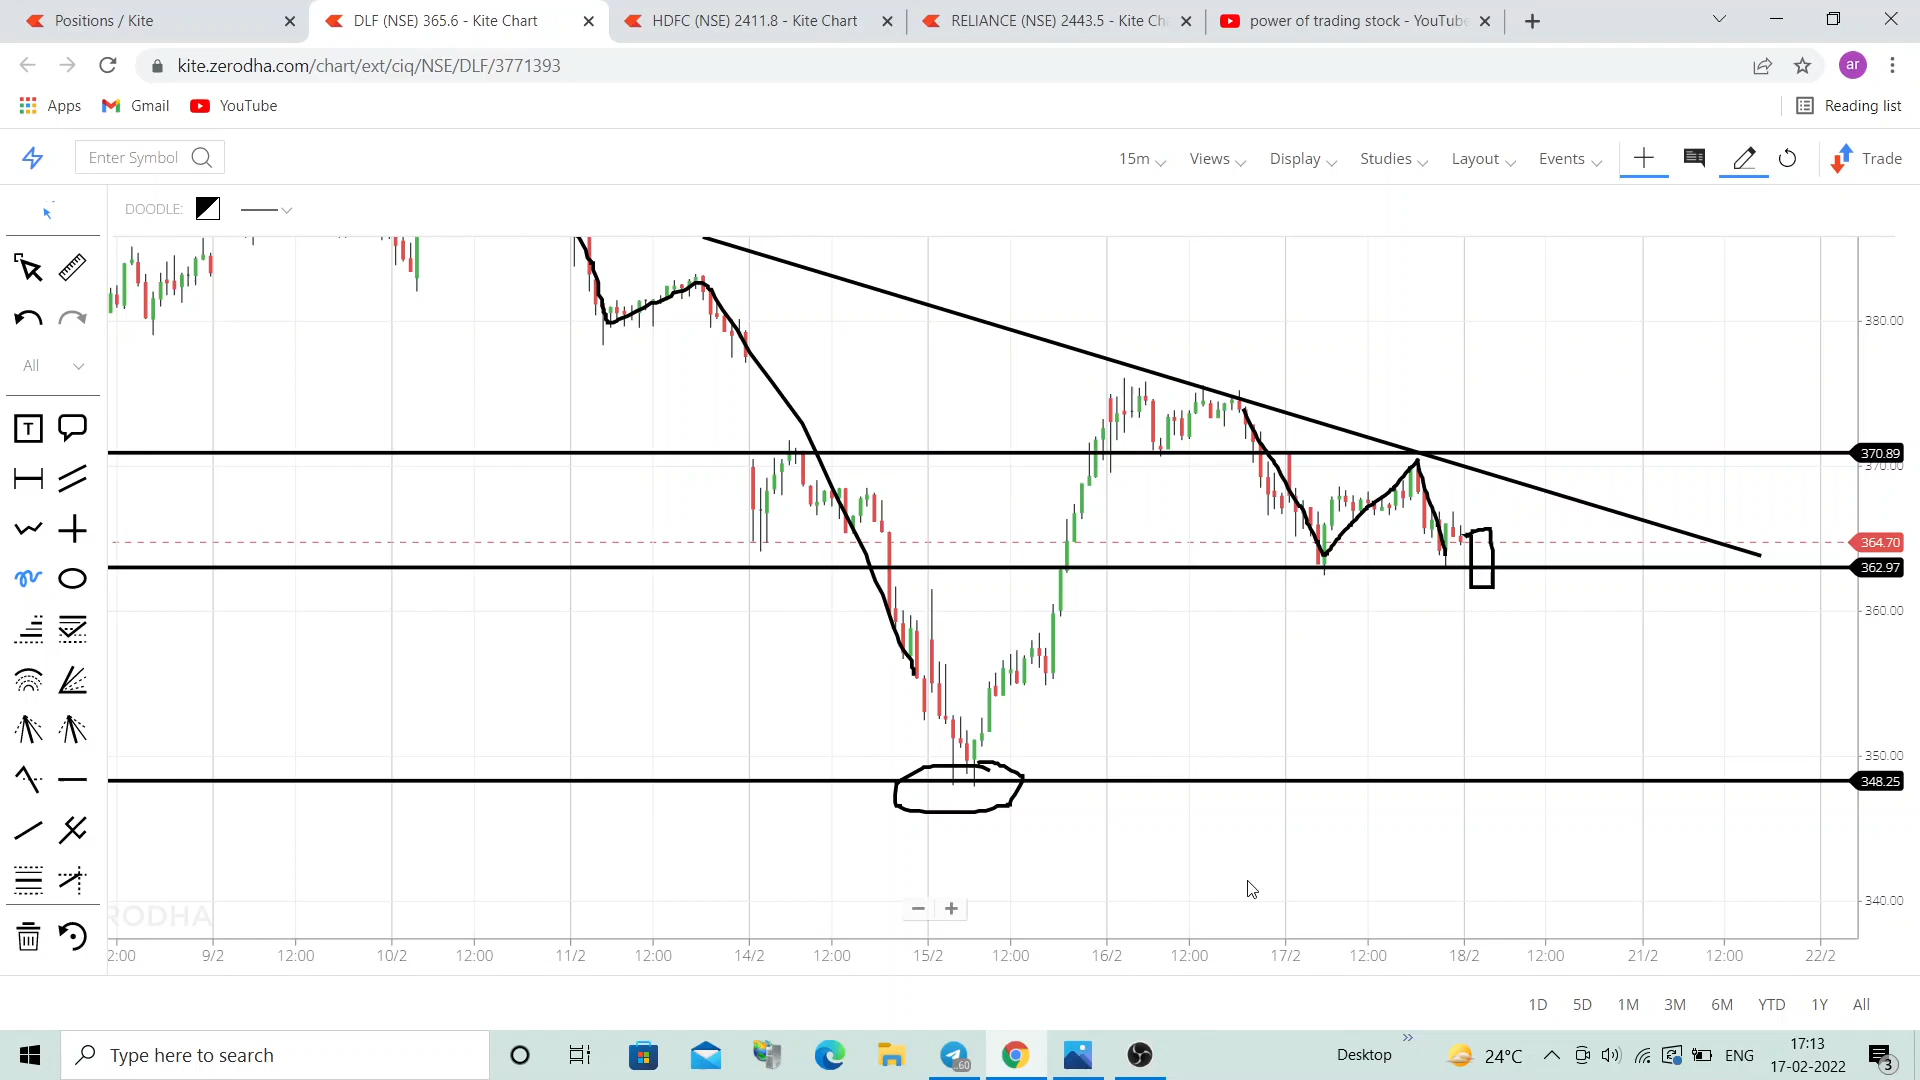 Positions / Kite
DLF (NSE) 365.6 - Kite Chart
HDFC (NSE) 2411.8 - Kite Chart
RELIANCE (NSE) 2443.5 - Kite Ch
power of trading stock - YouTube
kite.zerodha.com/chart/ext/ciq/NSE/DLF/3771393
ar
Apps
Gmail
YouTube
Reading list
Enter Symbol
15m
Views
Display
Studies
Layout
Events
Trade
DOODLE:
All
T
380.00
370.89
370.00
364.70
362.97
360.00
350.00
348.25
340.00
RODHA
2:00 9/2 12:00 10/2 12:00 11/2 12:00 14/2 12:00 15/2 12:00 16/2 12:00 17/2 12:00 18/2 12:00 21/2 12:00 22/2
1D 5D 1M 3M 6M YTD 1Y All
Type here to search
60
Desktop
24°C
ENG
17:13
17-02-2022
3